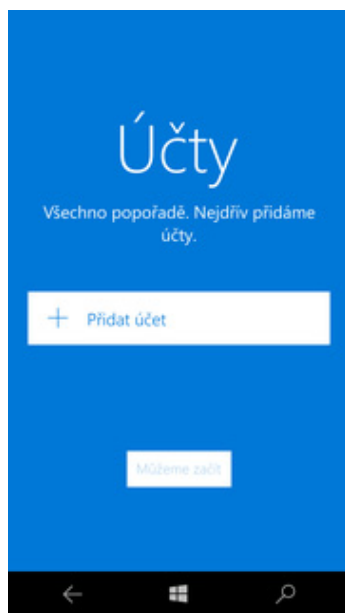 Účty
Všechno popořadě. Nejdřív přidáme
účty.
Přidat účet
Můžeme začít